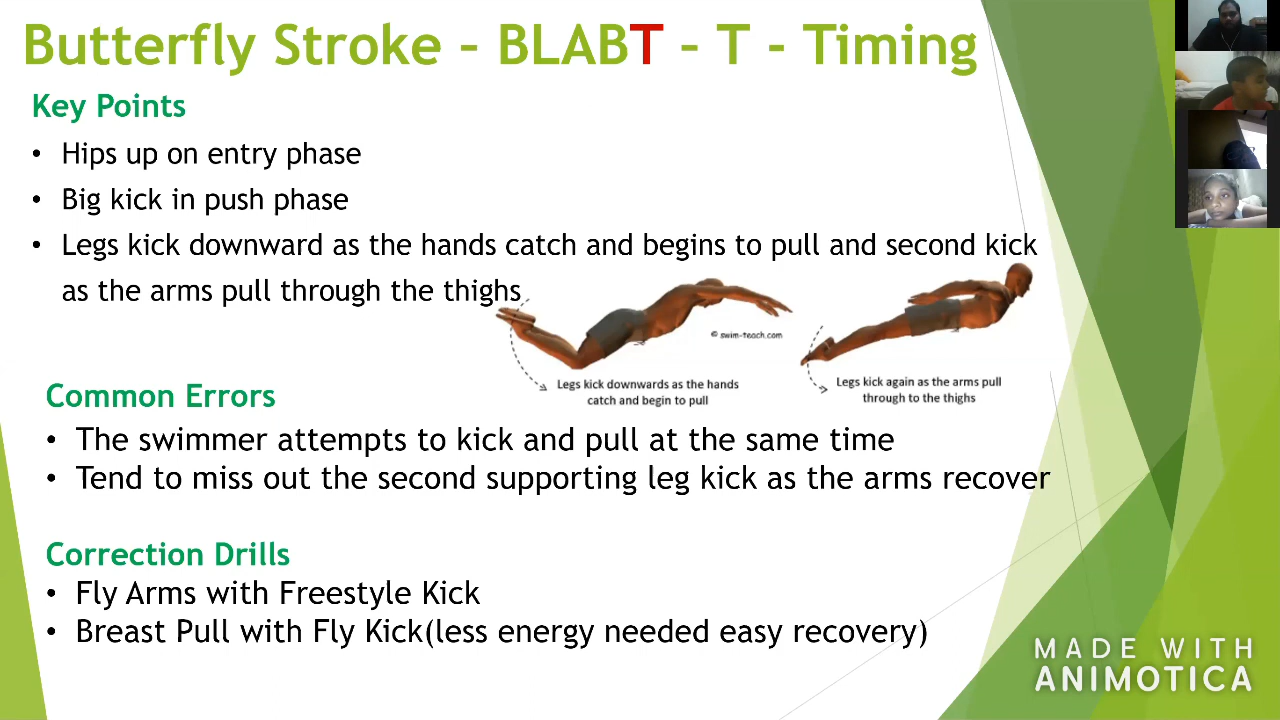 Butterfly Stroke – BLABT – T - Timing
Key Points
• Hips up on entry phase
• Big kick in push phase
• Legs kick downward as the hands catch and begins to pull and second kick
as the arms pull through the thighs
© swim-teach.com
Legs kick downwards as the hands
catch and begin to pull
Legs kick again as the arms pull
through to the thighs
Common Errors
• The swimmer attempts to kick and pull at the same time
• Tend to miss out the second supporting leg kick as the arms recover
Correction Drills
• Fly Arms with Freestyle Kick
• Breast Pull with Fly Kick(less energy needed easy recovery)
MADE WITH
ANIMOTICA